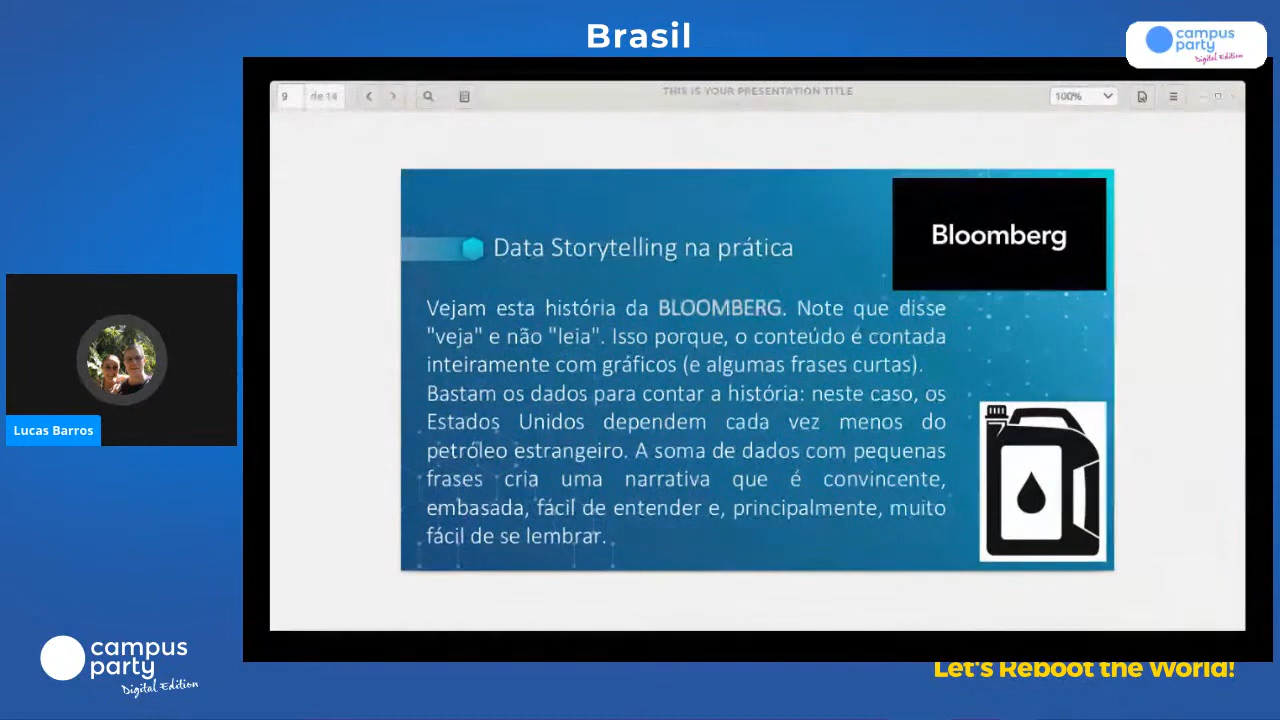 Brasil
campus
party
Digital Edition
9 de 14
THIS IS YOUR PRESENTATION TITLE
100%
Bloomberg
Data Storytelling na prática
Vejam esta história da BLOOMBERG. Note que disse
"veja" e não "leia". Isso porque, o conteúdo é contada
inteiramente com gráficos (e algumas frases curtas).
Bastam os dados para contar a história: neste caso, os
Estados Unidos dependem cada vez menos do
petróleo estrangeiro. A soma de dados com pequenas
frases cria uma narrativa que é convincente,
embasada, fácil de entender e, principalmente, muito
fácil de se lembrar.
Lucas Barros
campus
party
Digital Edition
Let's Reboot the World!